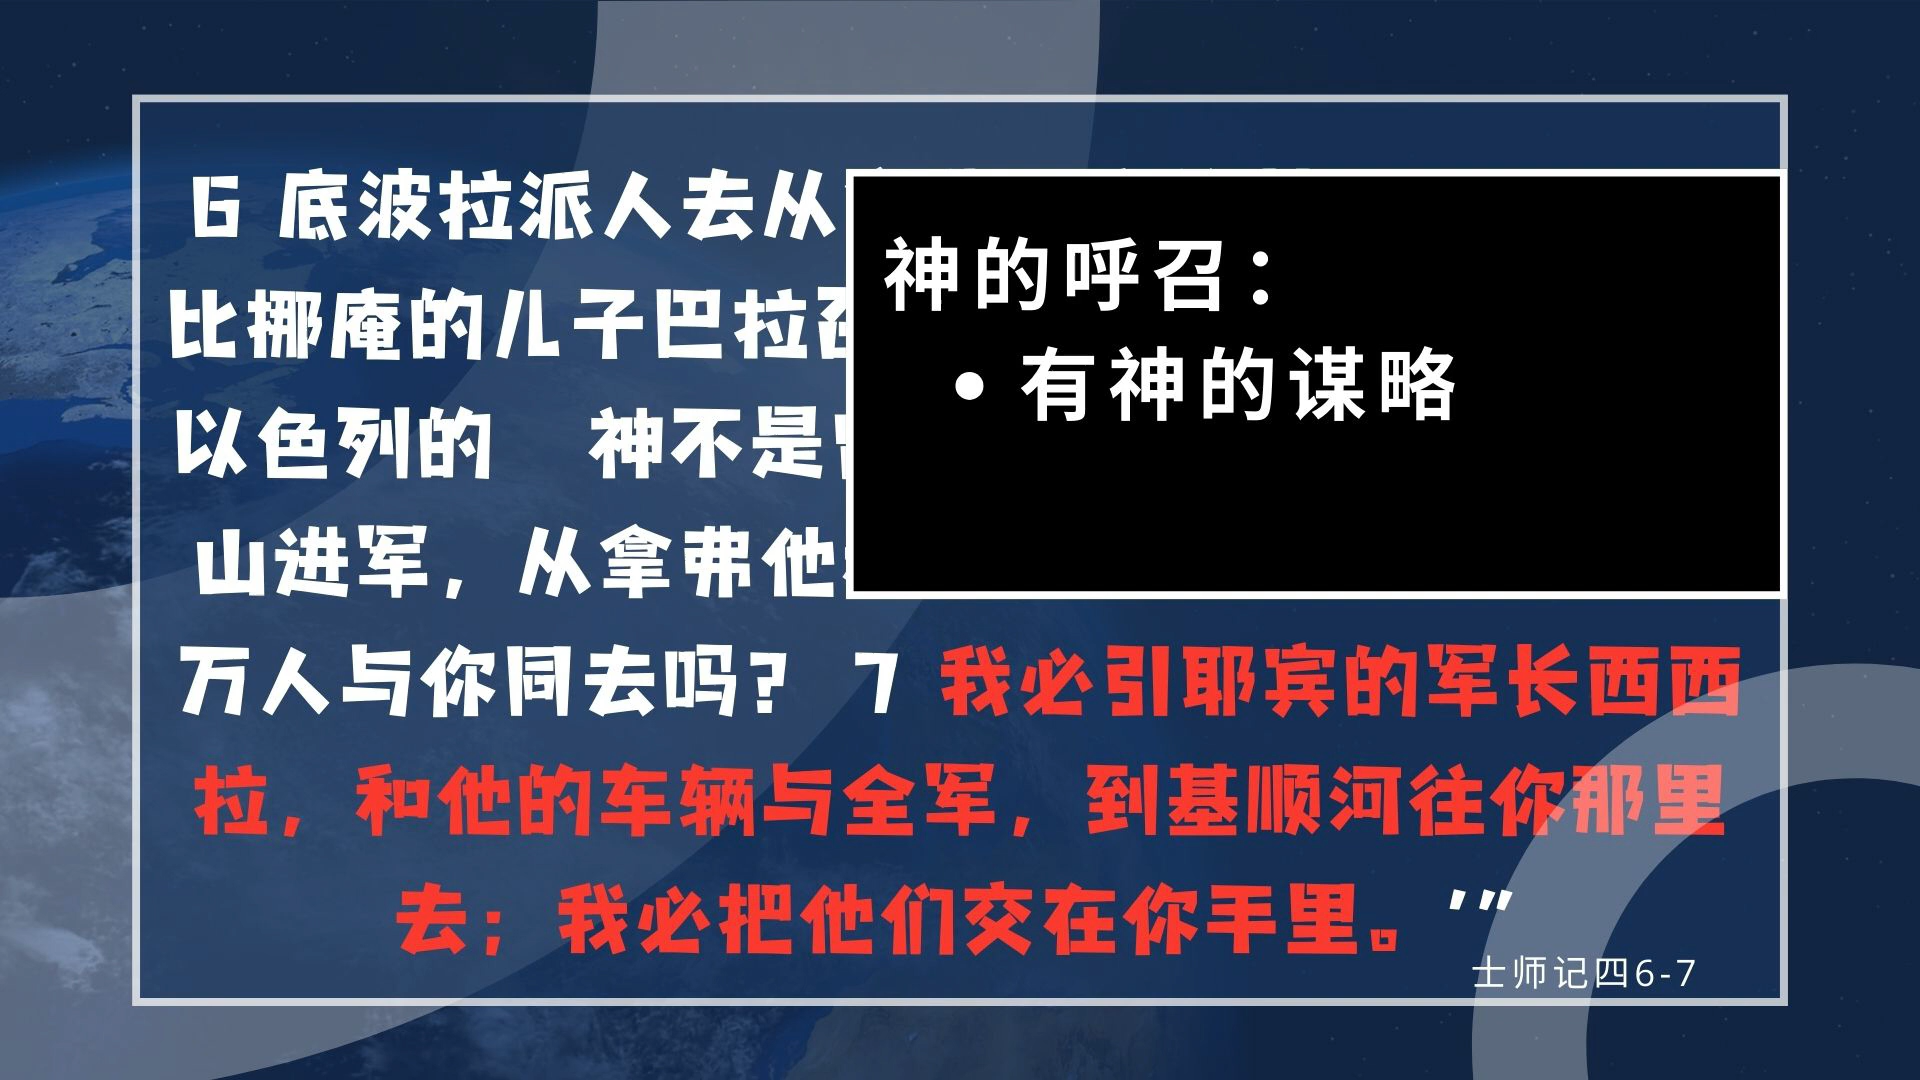 6 底波拉派人去从
比挪庵的儿子巴拉召
以色列的 神不是
山进军，从拿弗他
万人与你同去吗？ 7 我必引耶宾的军长西西
拉，和他的车辆与全军，到基顺河往你那里
去；我必把他们交在你手里。’”
神的呼召：
• 有神的谋略
士师记四6-7